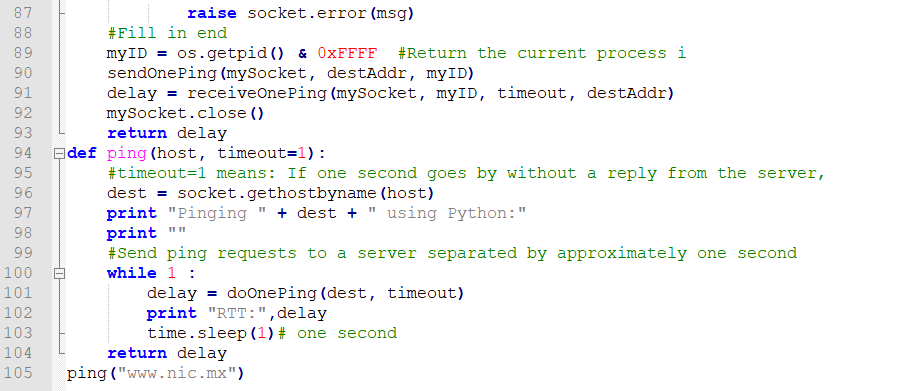 87 raise socket.error(msg)
88 #Fill in end
89 myID = os.getpid() & 0xFFFF  #Return the current process i
90 sendOnePing(mySocket, destAddr, myID)
91 delay = receiveOnePing(mySocket, myID, timeout, destAddr)
92 mySocket.close()
93 return delay
94 def ping(host, timeout=1):
95 #timeout=1 means: If one second goes by without a reply from the server,
96 dest = socket.gethostbyname(host)
97 print "Pinging " + dest + " using Python:"
98 print ""
99 #Send ping requests to a server separated by approximately one second
100 while 1 :
101 delay = doOnePing(dest, timeout)
102 print "RTT:",delay
103 time.sleep(1)# one second
104 return delay
105 ping("www.nic.mx")